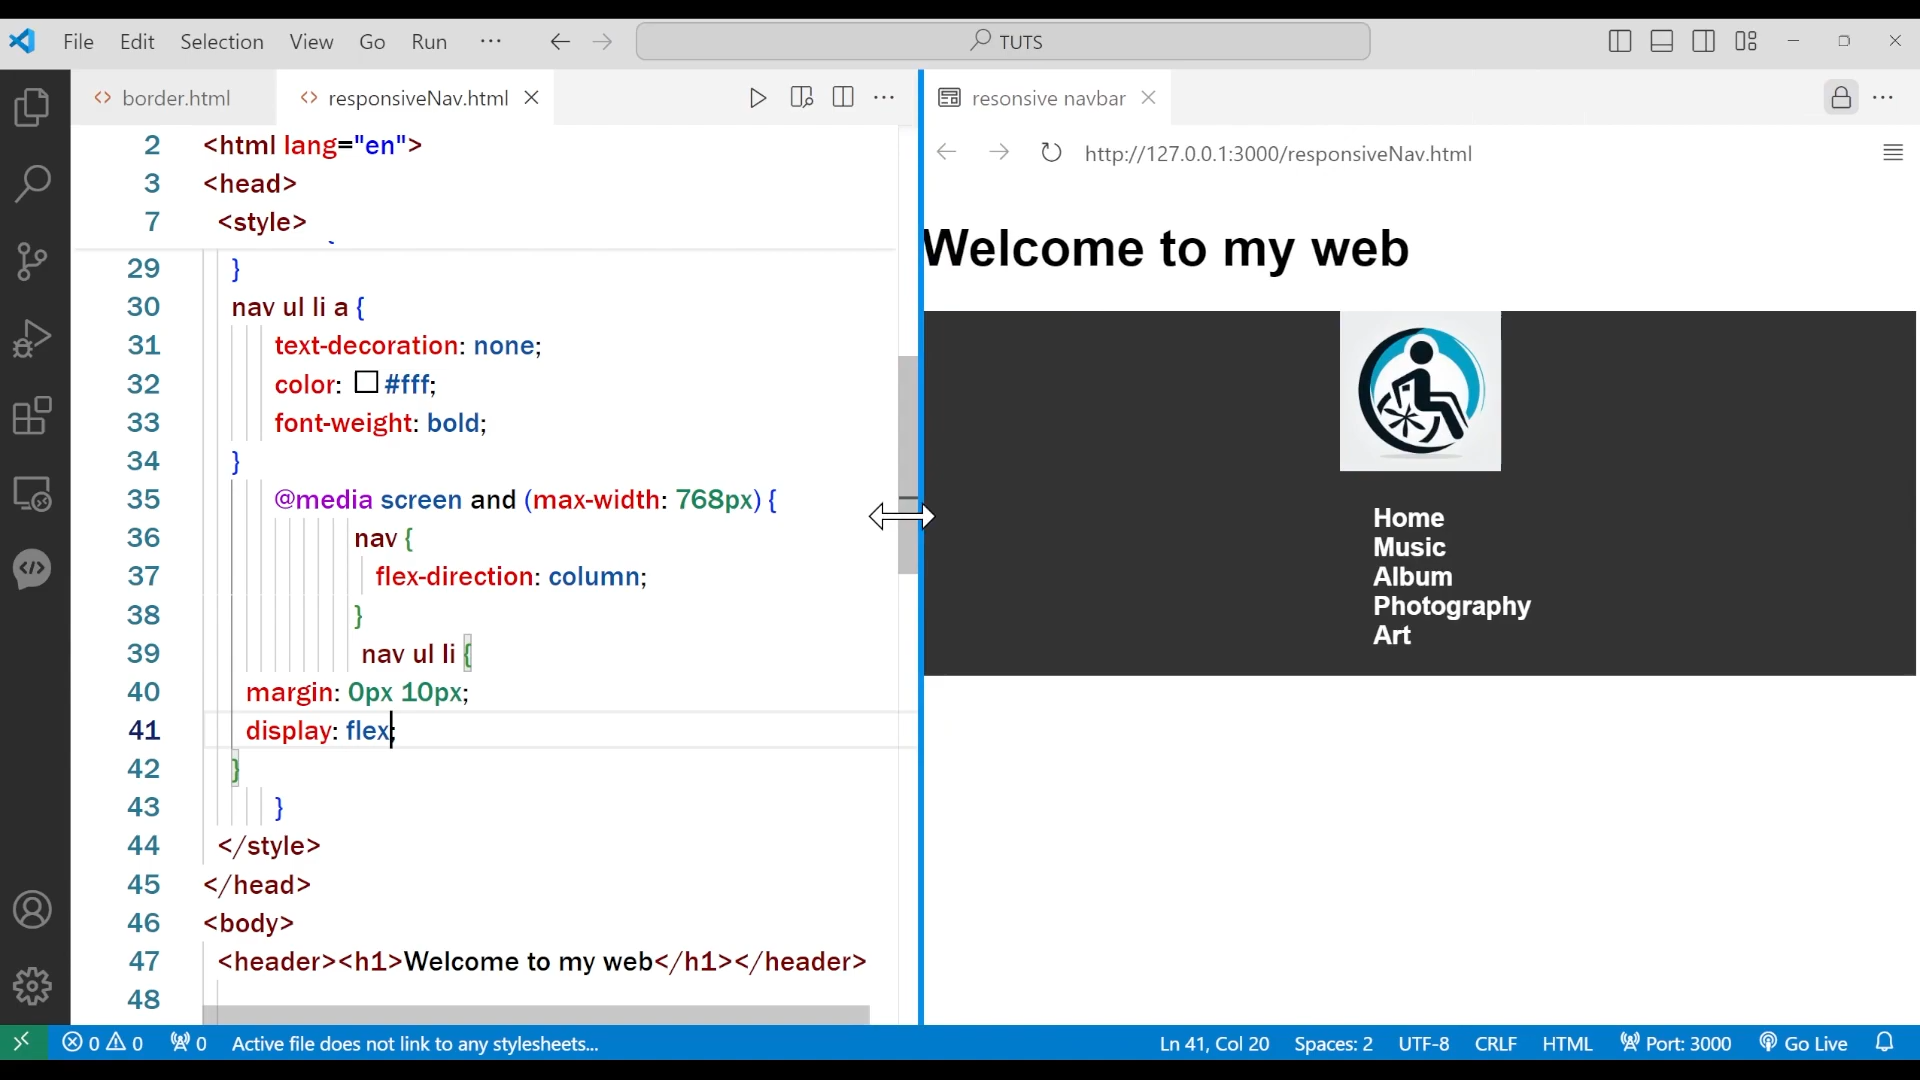 File Edit Selection View Go Run ··· TUTS
border.html responsiveNav.html resonsive navbar
http://127.0.0.1:3000/responsiveNav.html
2 <html lang="en">
3 <head>
7 <style>
29 }
30 nav ul li a {
31 text-decoration: none;
32 color: #fff;
33 font-weight: bold;
34 }
35 @media screen and (max-width: 768px) {
36 nav {
37 flex-direction: column;
38 }
39 nav ul li {
40 margin: 0px 10px;
41 display: flex;
42 }
43 }
44 </style>
45 </head>
46 <body>
47 <header><h1>Welcome to my web</h1></header>
48
Welcome to my web
Home
Music
Album
Photography
Art
0 0 0 Active file does not link to any stylesheets... Ln 41, Col 20 Spaces: 2 UTF-8 CRLF HTML Port: 3000 Go Live